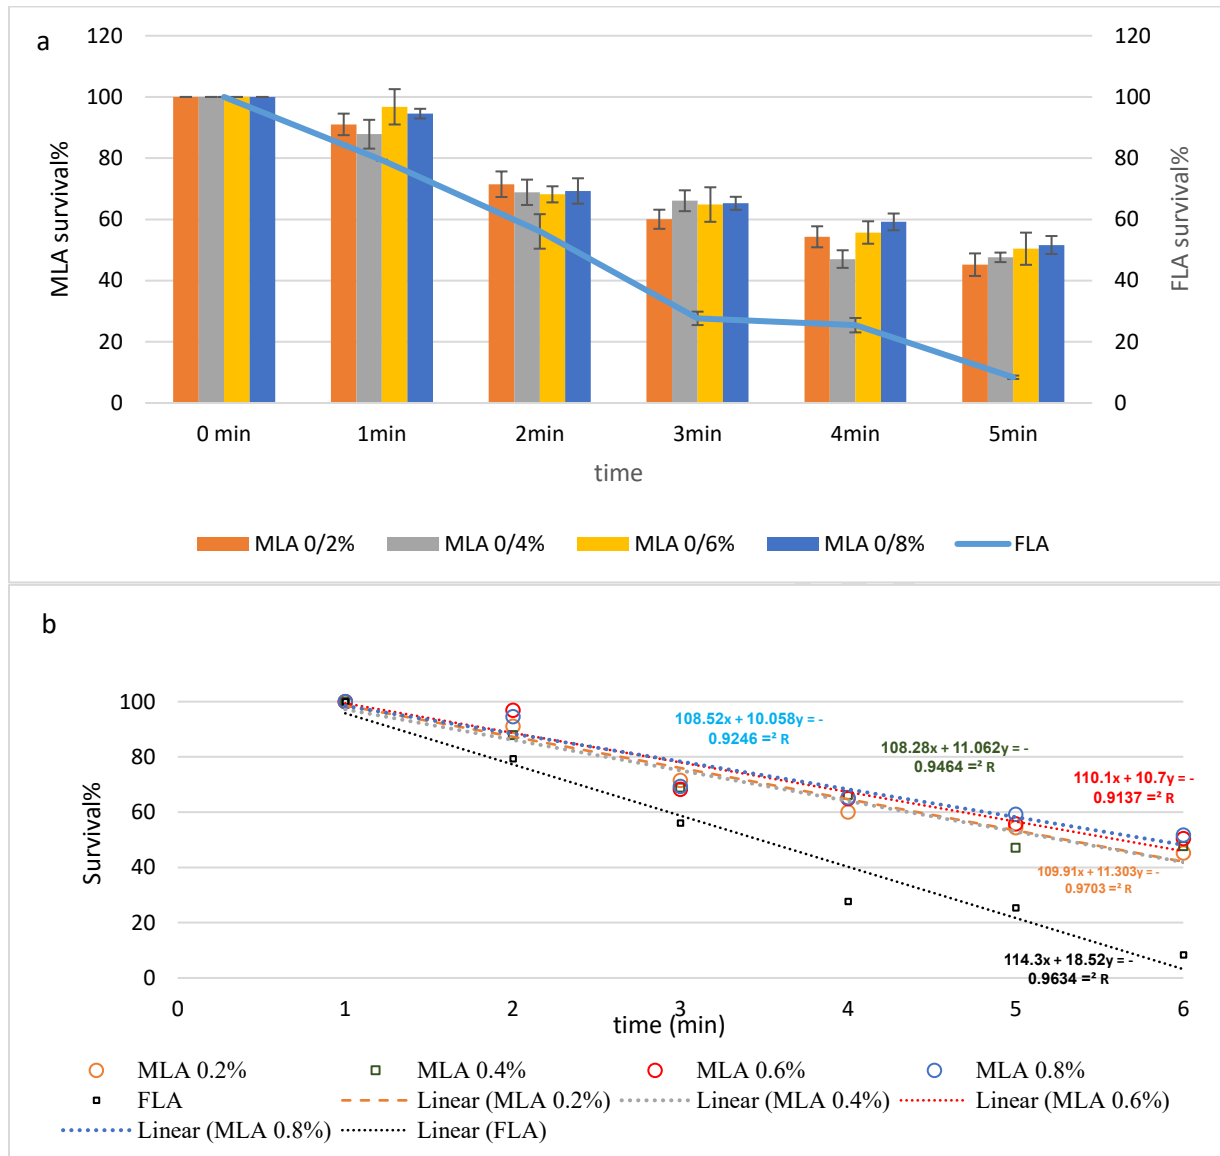 a
120
100
80
60
40
20
0
MLA survival%
120
100
80
60
40
20
0
FLA survival%
0 min 1min 2min 3min 4min 5min
time
MLA 0/2% MLA 0/4% MLA 0/6% MLA 0/8% FLA
b
100
80
60
40
20
0
Survival%
108.52x + 10.058y = -
0.9246 =² R
108.28x + 11.062y = -
0.9464 =² R
110.1x + 10.7y = -
0.9137 =² R
109.91x + 11.303y = -
0.9703 =² R
114.3x + 18.52y = -
0.9634 =² R
0 1 2 3 4 5 6
time (min)
MLA 0.2% MLA 0.4% MLA 0.6% MLA 0.8%
FLA Linear (MLA 0.2%) Linear (MLA 0.4%) Linear (MLA 0.6%)
Linear (MLA 0.8%) Linear (FLA)